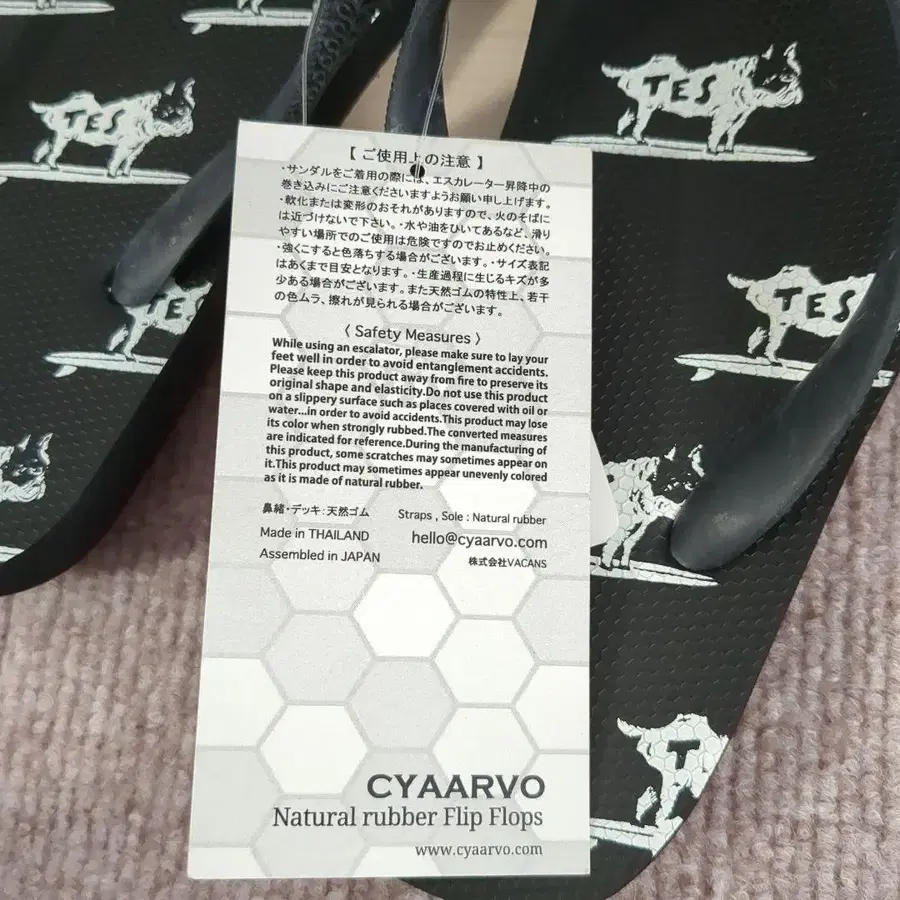 【 ご使用上の注意 】
・サンダルをご着用の際には、エスカレーター昇降中の
巻き込みにご注意くださいますようお願い申し上げます。
・軟化または変形のおそれがありますので、火のそばに
は近づけないで下さい。・水や油をひいてあるなど、滑り
やすい場所でのご使用は危険ですのでお止めください。
・強くこすると色落ちする場合がございます。・サイズ表記
はあくまで目安となります。・生産過程に生じるキズが多
少ある場合がございます。また天然ゴムの特性上、若干
の色ムラ、擦れが見られる場合がございます。
〈 Safety Measures 〉
While using an escalator, please make sure to lay your
feet well in order to avoid entanglement accidents.
Please keep this product away from fire to preserve its
original shape and elasticity.Do not use this product
on a slippery surface such as places covered with oil or
water...in order to avoid accidents.This product may lose
its color when strongly rubbed.The converted measures
are indicated for reference.During the manufacturing of
this product, some scratches may sometimes appear on
it.This product may sometimes appear unevenly colored
as it is made of natural rubber.
鼻緒・デッキ：天然ゴム Straps , Sole : Natural rubber
Made in THAILAND hello@cyaarvo.com
Assembled in JAPAN 株式会社VACANS
CYAARVO
Natural rubber Flip Flops
www.cyaarvo.com
TES
TES
TES
TES
T